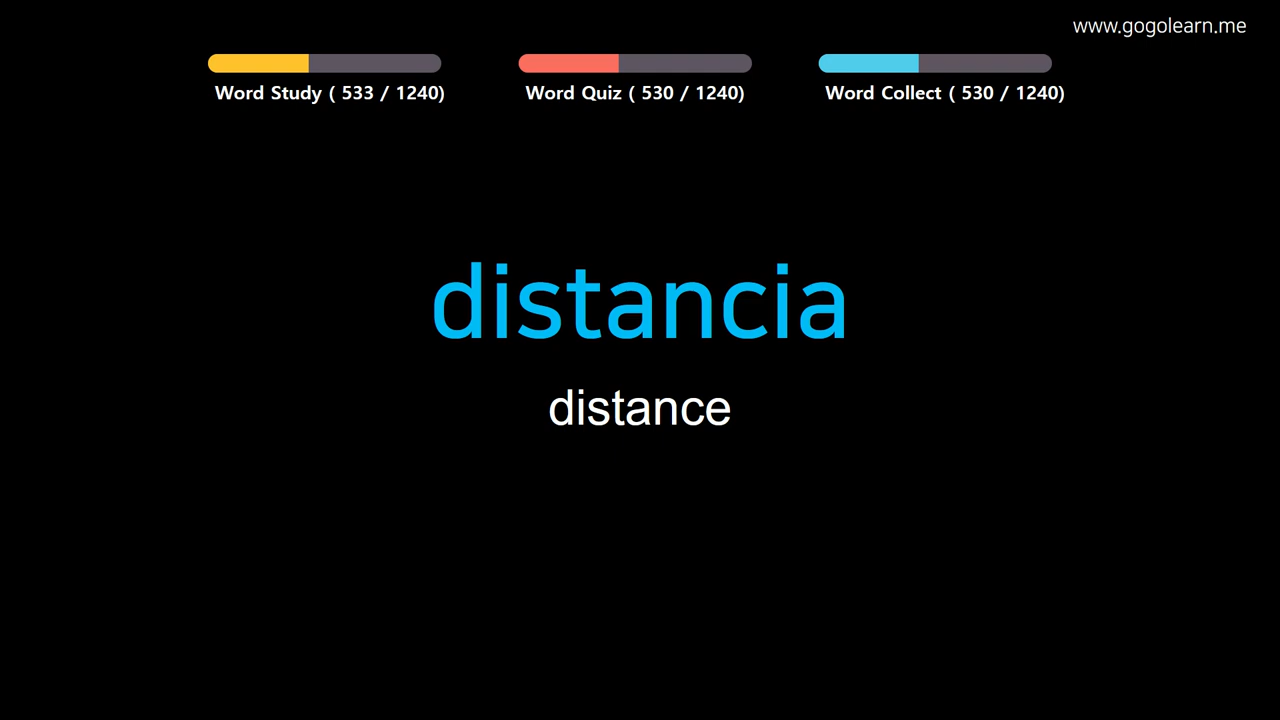 www.gogolearn.me
Word Study ( 533 / 1240)
Word Quiz ( 530 / 1240)
Word Collect ( 530 / 1240)
distancia
distance